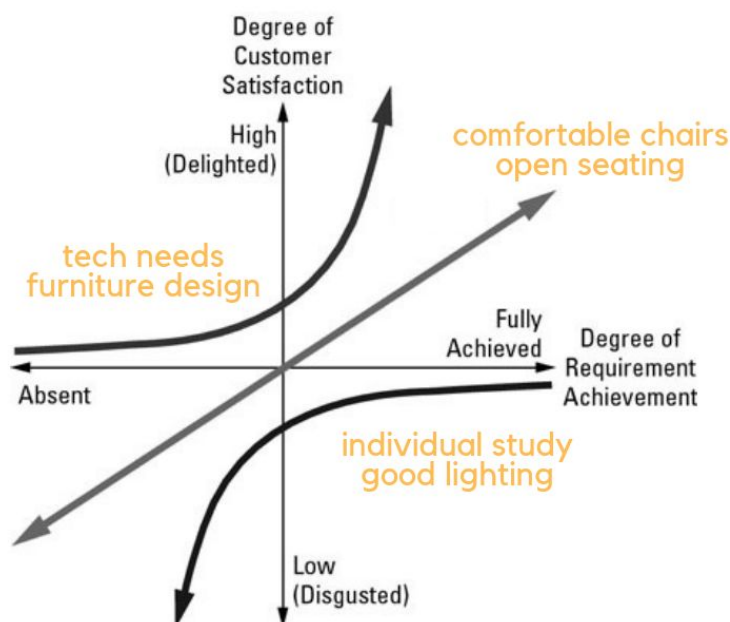 Degree of
Customer
Satisfaction
High
(Delighted)
comfortable chairs
open seating
tech needs
furniture design
Fully
Achieved
Degree of
Requirement
Achievement
Absent
individual study
good lighting
Low
(Disgusted)